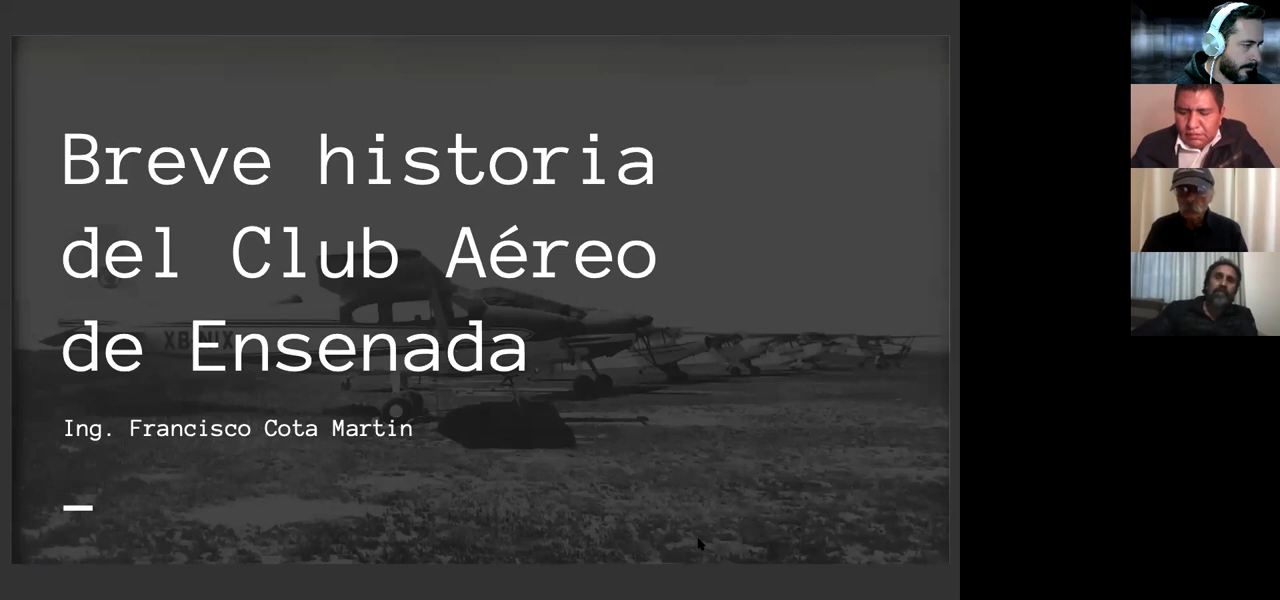 Breve historia
del Club Aéreo
de Ensenada
Ing. Francisco Cota Martin